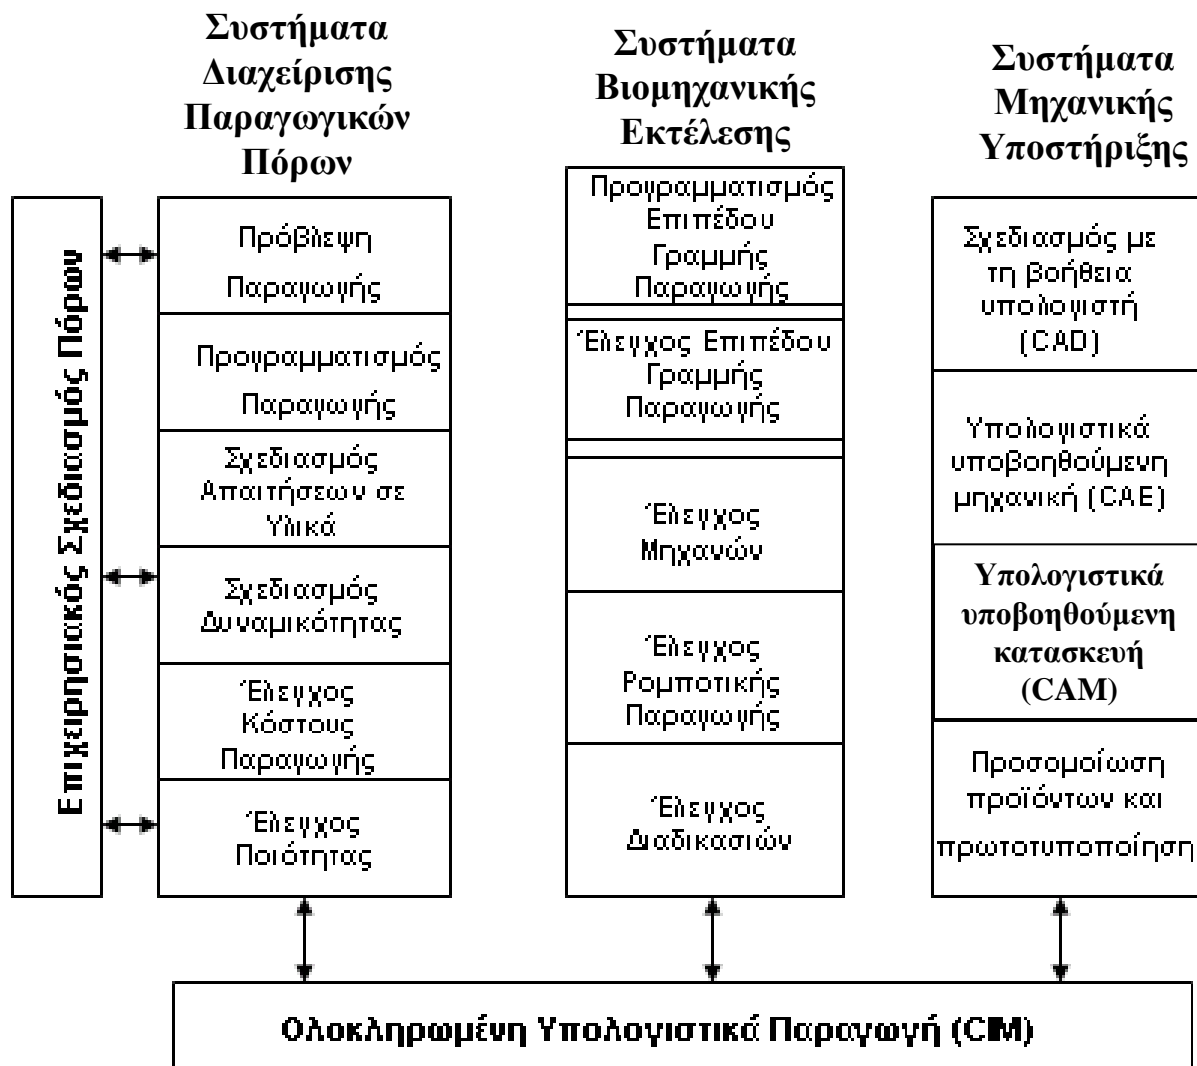 Συστήματα
Διαχείρισης
Παραγωγικών
Πόρων
Συστήματα
Βιομηχανικής
Εκτέλεσης
Συστήματα
Μηχανικής
Υποστήριξης
Επιχειρησιακός Σχεδιασμός Πόρων
Πρόβλεψη
Παραγωγής
Προγραμματισμός
Παραγωγής
Σχεδιασμός
Απαιτήσεων σε
Υλικά
Σχεδιασμός
Δυναμικότητας
Έλεγχος
Κόστους
Παραγωγής
Έλεγχος
Ποιότητας
Προγραμματισμός
Επιπέδου
Γραμμής
Παραγωγής
Έλεγχος Επιπέδου
Γραμμής
Παραγωγής
Έλεγχος
Μηχανών
Έλεγχος
Ρομποτικής
Παραγωγής
Έλεγχος
Διαδικασιών
Σχεδιασμός με
τη βοήθεια
υπολογιστή
(CAD)
Υπολογιστικά
υποβοηθούμενη
μηχανική (CAE)
Υπολογιστικά
υποβοηθούμενη
κατασκευή
(CAM)
Προσομοίωση
προϊόντων και
πρωτοτυποποίηση
Ολοκληρωμένη Υπολογιστικά Παραγωγή (CIM)